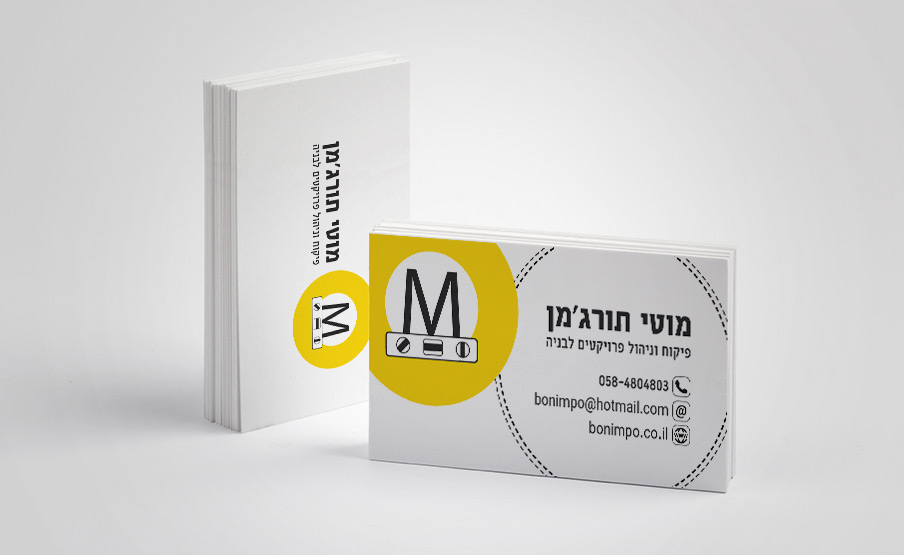 מוטי תורג'מן
פיקוח וניהול פרויקטים לבניה
M
M
מוטי תורג'מן
פיקוח וניהול פרויקטים לבניה
058-4804803
bonimpo@hotmail.com
@
bonimpo.co.il
www